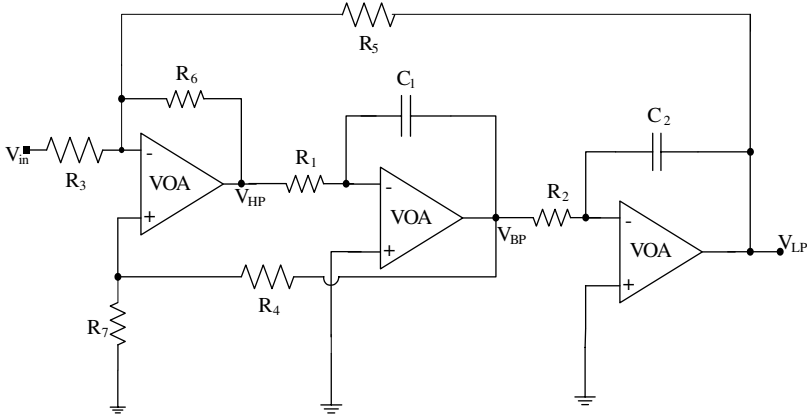 R5
R6
C1
C2
Vin
R3
-
VOA
+
VHP
R1
-
VOA
+
VBP
R2
-
VOA
+
VLP
R4
R7